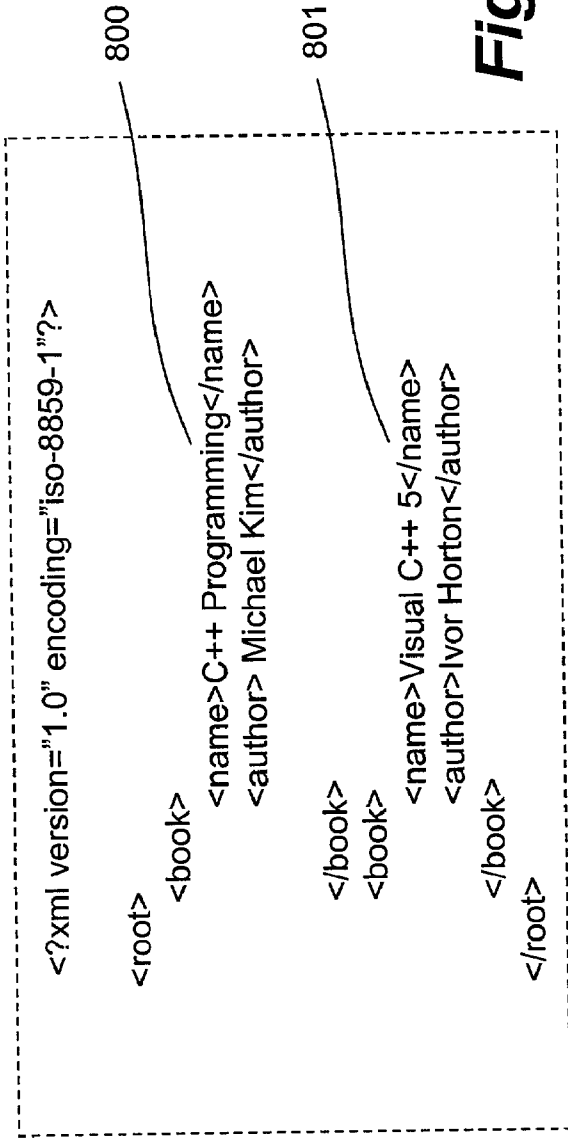 <?xml version="1.0" encoding="iso-8859-1"?>
<root>
<book>
<name>C++ Programming</name>
<author> Michael Kim</author>
</book>
<book>
<name>Visual C++ 5</name>
<author>Ivor Horton</author>
</book>
</root>
800
801